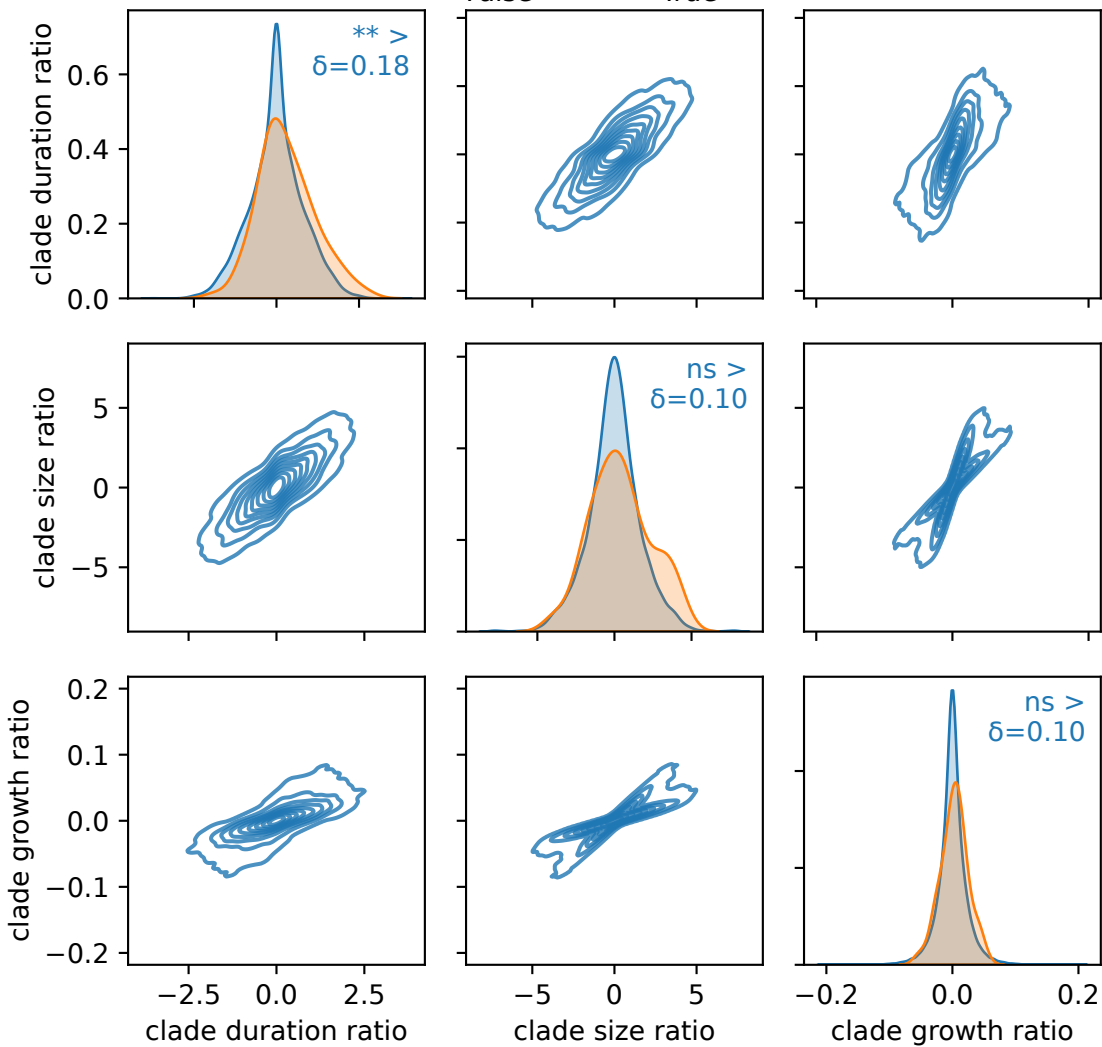 clade duration ratio
0.6
0.4
0.2
0.0
** >
δ=0.18
clade size ratio
5
0
−5
ns >
δ=0.10
clade growth ratio
0.2
0.1
0.0
−0.1
−0.2
ns >
δ=0.10
−2.5 0.0 2.5
−5 0 5
−0.2 0.0 0.2
clade duration ratio
clade size ratio
clade growth ratio